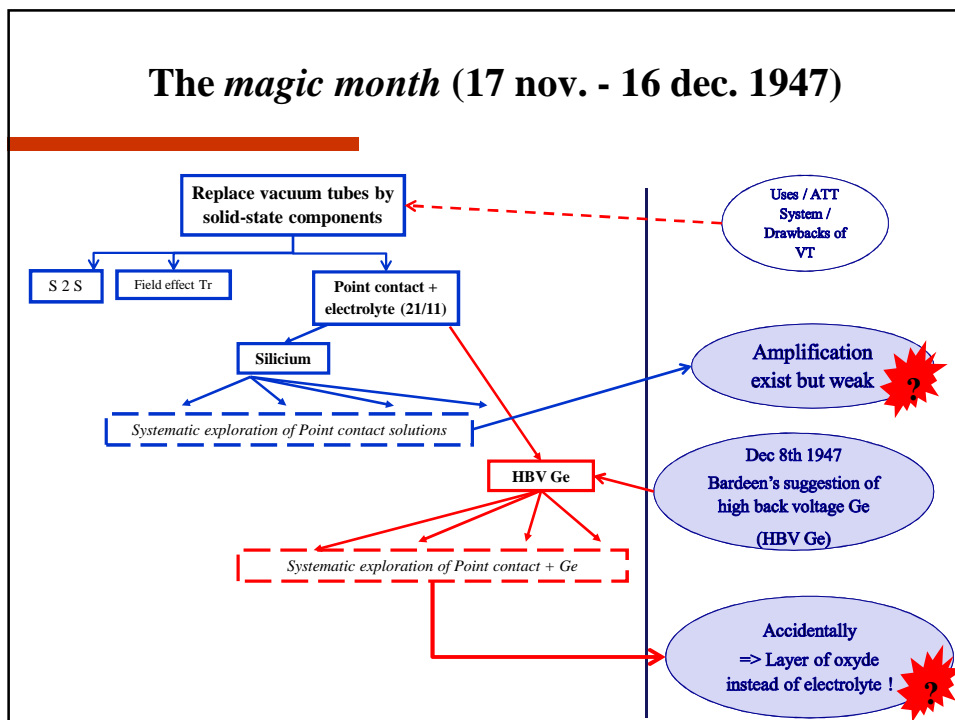 The magic month (17 nov. - 16 dec. 1947)
Replace vacuum tubes by
solid-state components
Uses / ATT
System /
Drawbacks of
VT
S 2 S
Field effect Tr
Point contact +
electrolyte (21/11)
Silicium
Amplification
exist but weak
?
Systematic exploration of Point contact solutions
Dec 8th 1947
Bardeen's suggestion of
high back voltage Ge
(HBV Ge)
HBV Ge
Systematic exploration of Point contact + Ge
Accidentally
=> Layer of oxyde
instead of electrolyte !
?